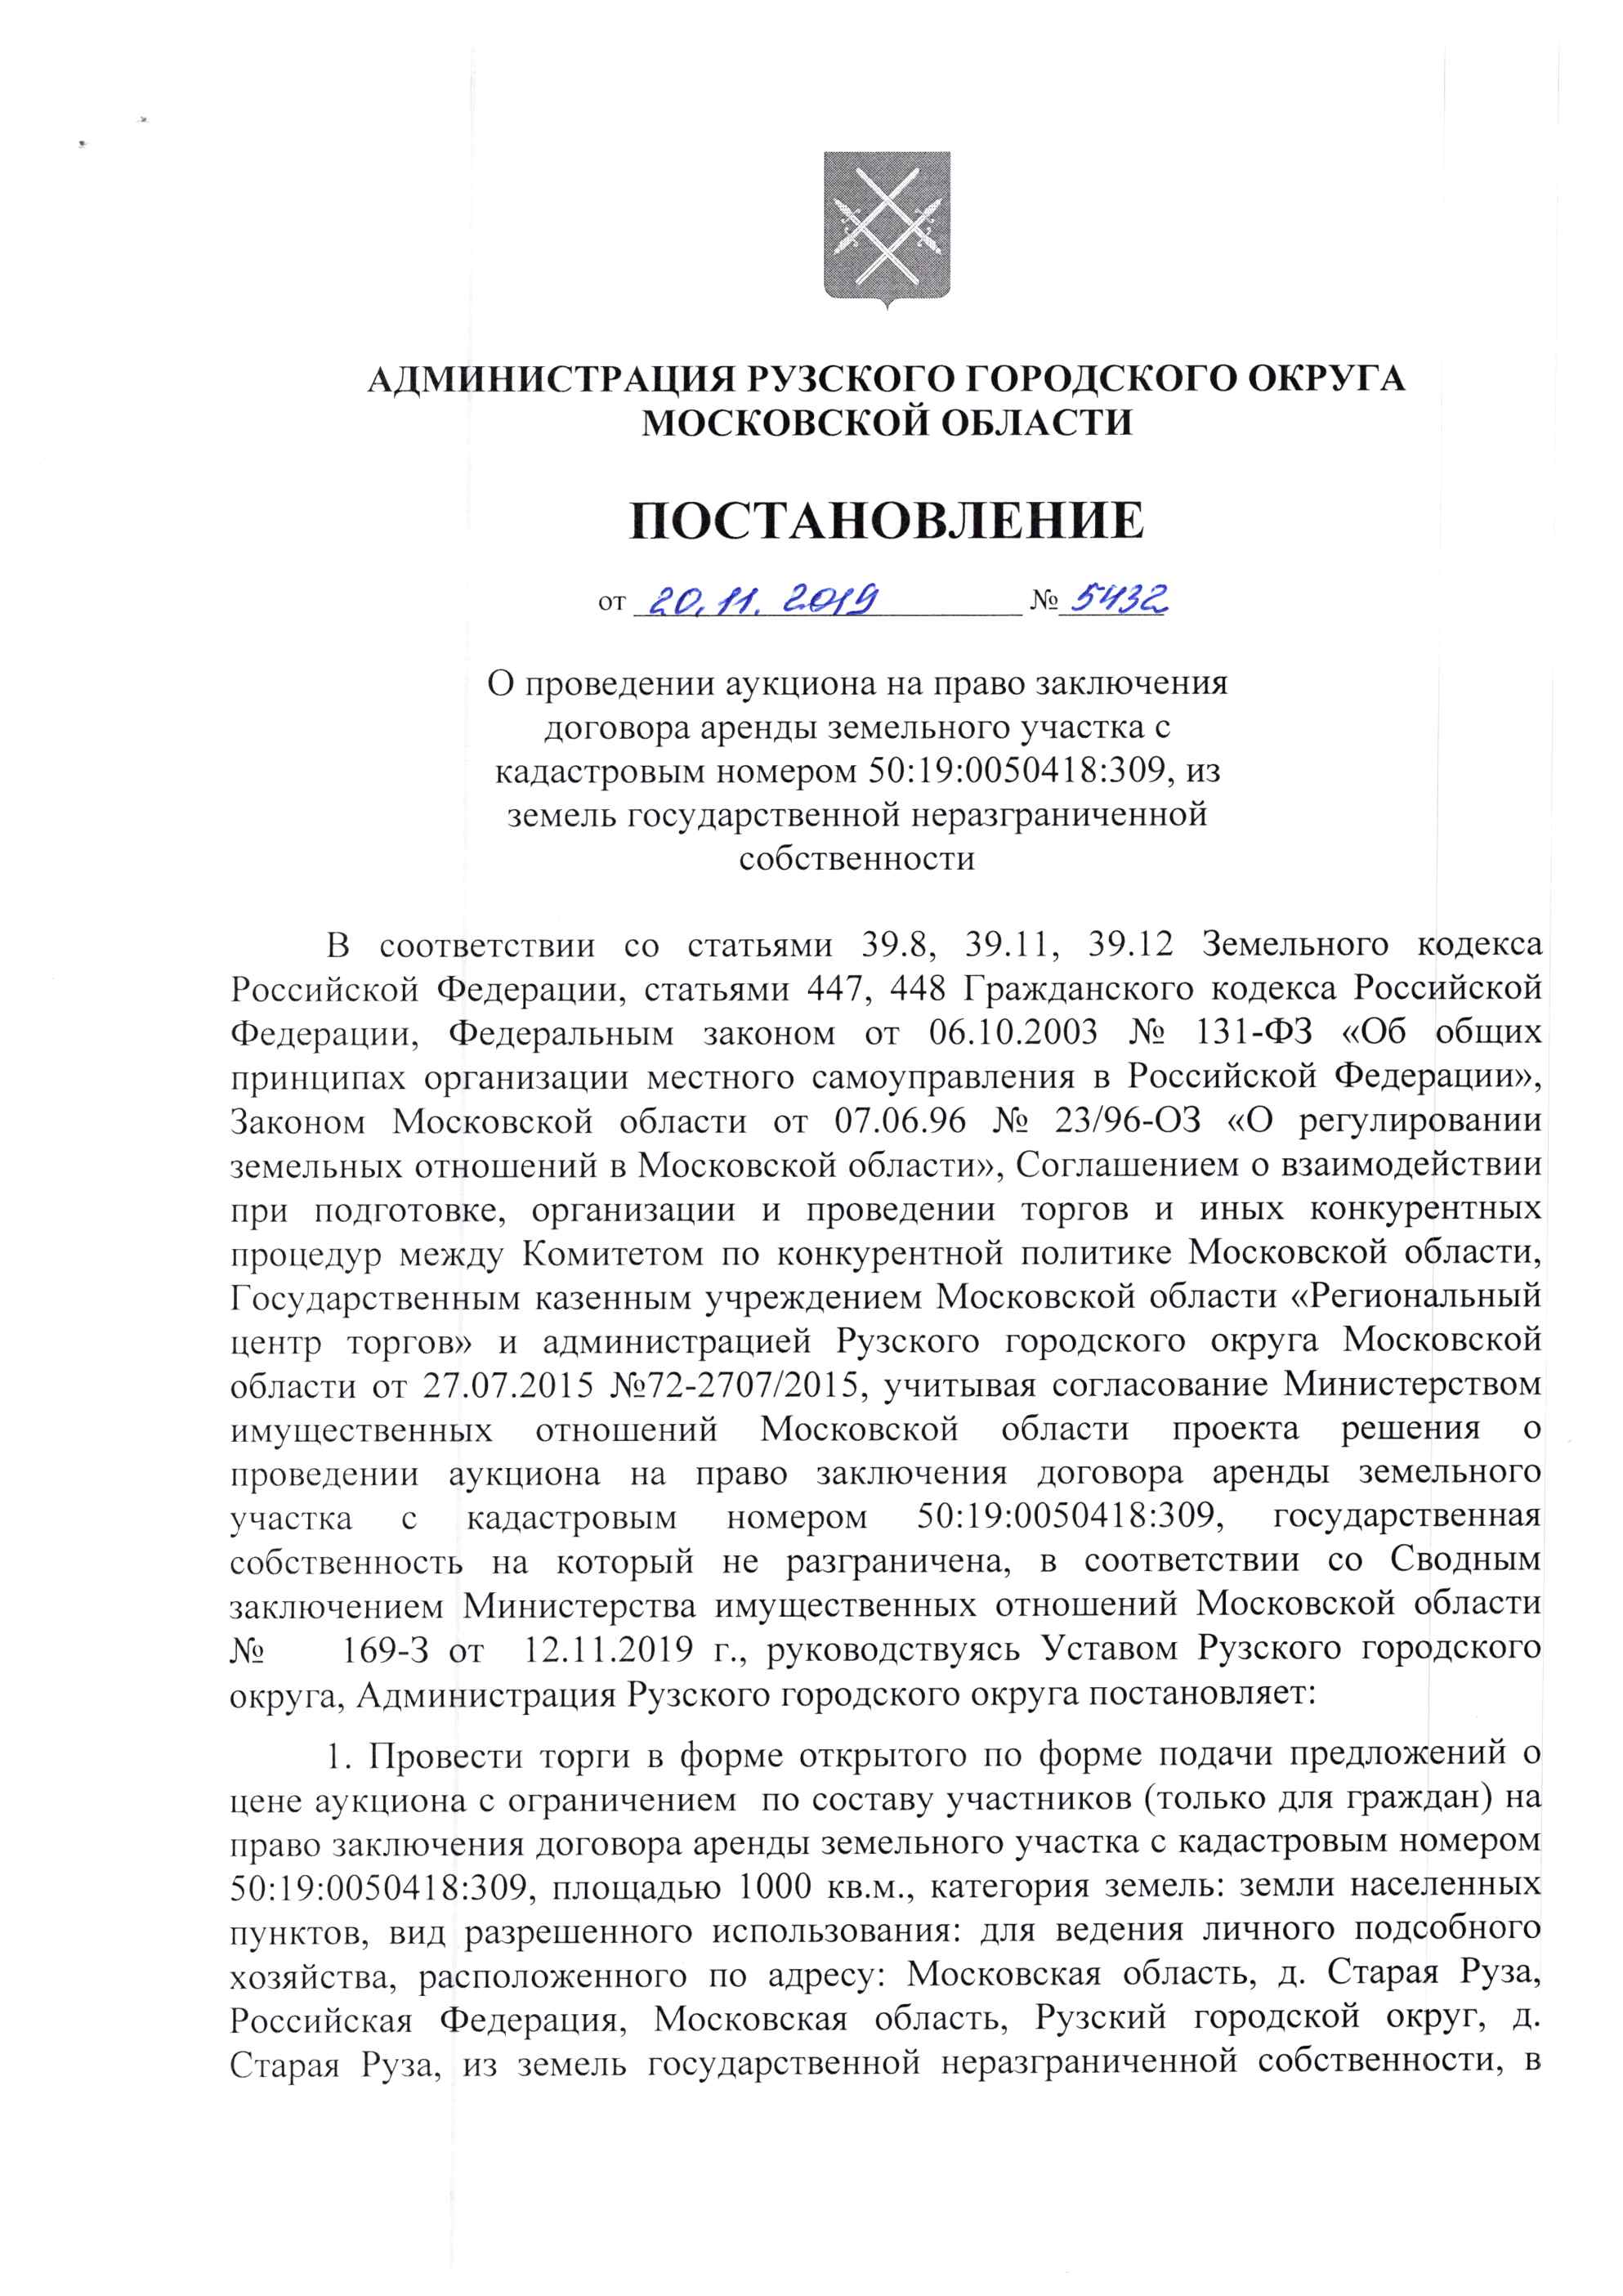 АДМИНИСТРАЦИЯ РУЗСКОГО ГОРОДСКОГО ОКРУГА
МОСКОВСКОЙ ОБЛАСТИ
ПОСТАНОВЛЕНИЕ
от 20.11.2019 № 5432
О проведении аукциона на право заключения
договора аренды земельного участка с
кадастровым номером 50:19:0050418:309, из
земель государственной неразграниченной
собственности
В соответствии со статьями 39.8, 39.11, 39.12 Земельного кодекса
Российской Федерации, статьями 447, 448 Гражданского кодекса Российской
Федерации, Федеральным законом от 06.10.2003 № 131-ФЗ «Об общих
принципах организации местного самоуправления в Российской Федерации»,
Законом Московской области от 07.06.96 № 23/96-ОЗ «О регулировании
земельных отношений в Московской области», Соглашением о взаимодействии
при подготовке, организации и проведении торгов и иных конкурентных
процедур между Комитетом по конкурентной политике Московской области,
Государственным казенным учреждением Московской области «Региональный
центр торгов» и администрацией Рузского городского округа Московской
области от 27.07.2015 №72-2707/2015, учитывая согласование Министерством
имущественных отношений Московской области проекта решения о
проведении аукциона на право заключения договора аренды земельного
участка с кадастровым номером 50:19:0050418:309, государственная
собственность на который не разграничена, в соответствии со Сводным
заключением Министерства имущественных отношений Московской области
№ 169-З от 12.11.2019 г., руководствуясь Уставом Рузского городского
округа, Администрация Рузского городского округа постановляет:
1. Провести торги в форме открытого по форме подачи предложений о
цене аукциона с ограничением по составу участников (только для граждан) на
право заключения договора аренды земельного участка с кадастровым номером
50:19:0050418:309, площадью 1000 кв.м., категория земель: земли населенных
пунктов, вид разрешенного использования: для ведения личного подсобного
хозяйства, расположенного по адресу: Московская область, д. Старая Руза,
Российская Федерация, Московская область, Рузский городской округ, д.
Старая Руза, из земель государственной неразграниченной собственности, в